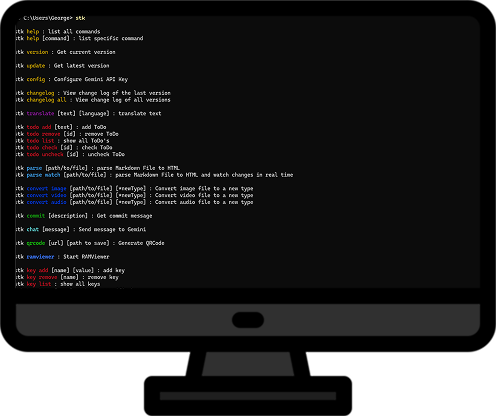 C:\Users\George> stk
stk help : list all commands
stk help [command] : list specific command
stk version : Get current version
stk update : Get latest version
stk config : Configure Gemini API Key
stk changelog : View change log of the last version
stk changelog all : View change log of all versions
stk translate [text] [language] : translate text
stk todo add [text] : add ToDo
stk todo remove [id] : remove ToDo
stk todo list : show all ToDo's
stk todo check [id] : check ToDo
stk todo uncheck [id] : uncheck ToDo
stk parse [path/to/file] : parse Markdown File to HTML
stk parse watch [path/to/file] : parse Markdown File to HTML and watch changes in real time
stk convert image [path/to/file] [*newType] : Convert image file to a new type
stk convert video [path/to/file] [*newType] : Convert video file to a new type
stk convert audio [path/to/file] [*newType] : Convert audio file to a new type
stk commit [description] : Get commit message
stk chat [message] : Send message to Gemini
stk qrcode [url] [path to save] : Generate QRCode
stk ramviewer : Start RAMViewer
stk key add [name] [value] : add key
stk key remove [name] : remove key
stk key list : show all keys